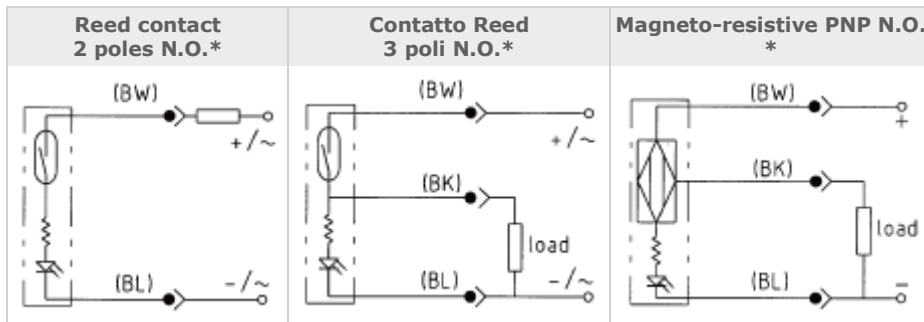 Reed contact
2 poles N.O.*
Contatto Reed
3 poli N.O.*
Magneto-resistive PNP N.O.
*
(BW)
+/~
(BL)
-/~
(BW)
+/~
(BK)
load
(BL)
-/~
(BW)
+
(BK)
load
(BL)
-